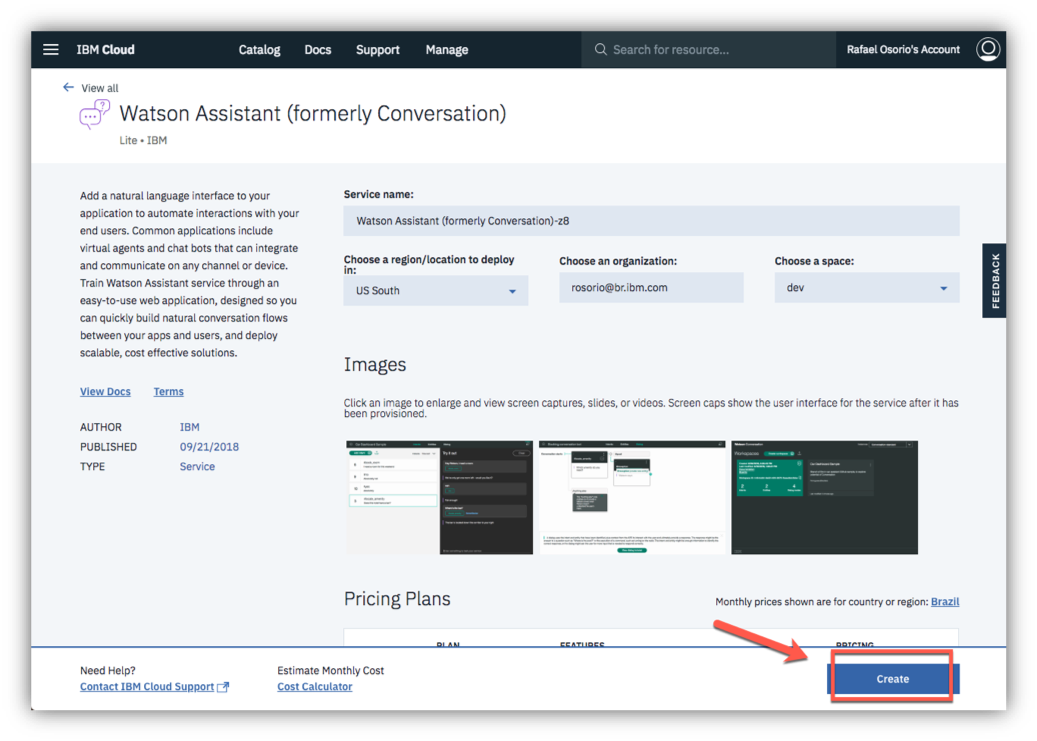 IBM Cloud
Catalog
Docs
Support
Manage
Search for resource...
Rafael Osorio's Account
View all
Watson Assistant (formerly Conversation)
Lite • IBM
Add a natural language interface to your
application to automate interactions with your
end users. Common applications include
virtual agents and chat bots that can integrate
and communicate on any channel or device.
Train Watson Assistant service through an
easy-to-use web application, designed so you
can quickly build natural conversation flows
between your apps and users, and deploy
scalable, cost effective solutions.
View Docs
Terms
AUTHOR IBM
PUBLISHED 09/21/2018
TYPE Service
Service name:
Watson Assistant (formerly Conversation)-z8
Choose a region/location to deploy
in:
US South
Choose an organization:
rosorio@br.ibm.com
Choose a space:
dev
FEEDBACK
Images
Click an image to enlarge and view screen captures, slides, or videos. Screen caps show the user interface for the service after it has
been provisioned.
Pricing Plans
Monthly prices shown are for country or region: Brazil
PLAN
FEATURES
PRICING
Need Help?
Contact IBM Cloud Support
Estimate Monthly Cost
Cost Calculator
Create